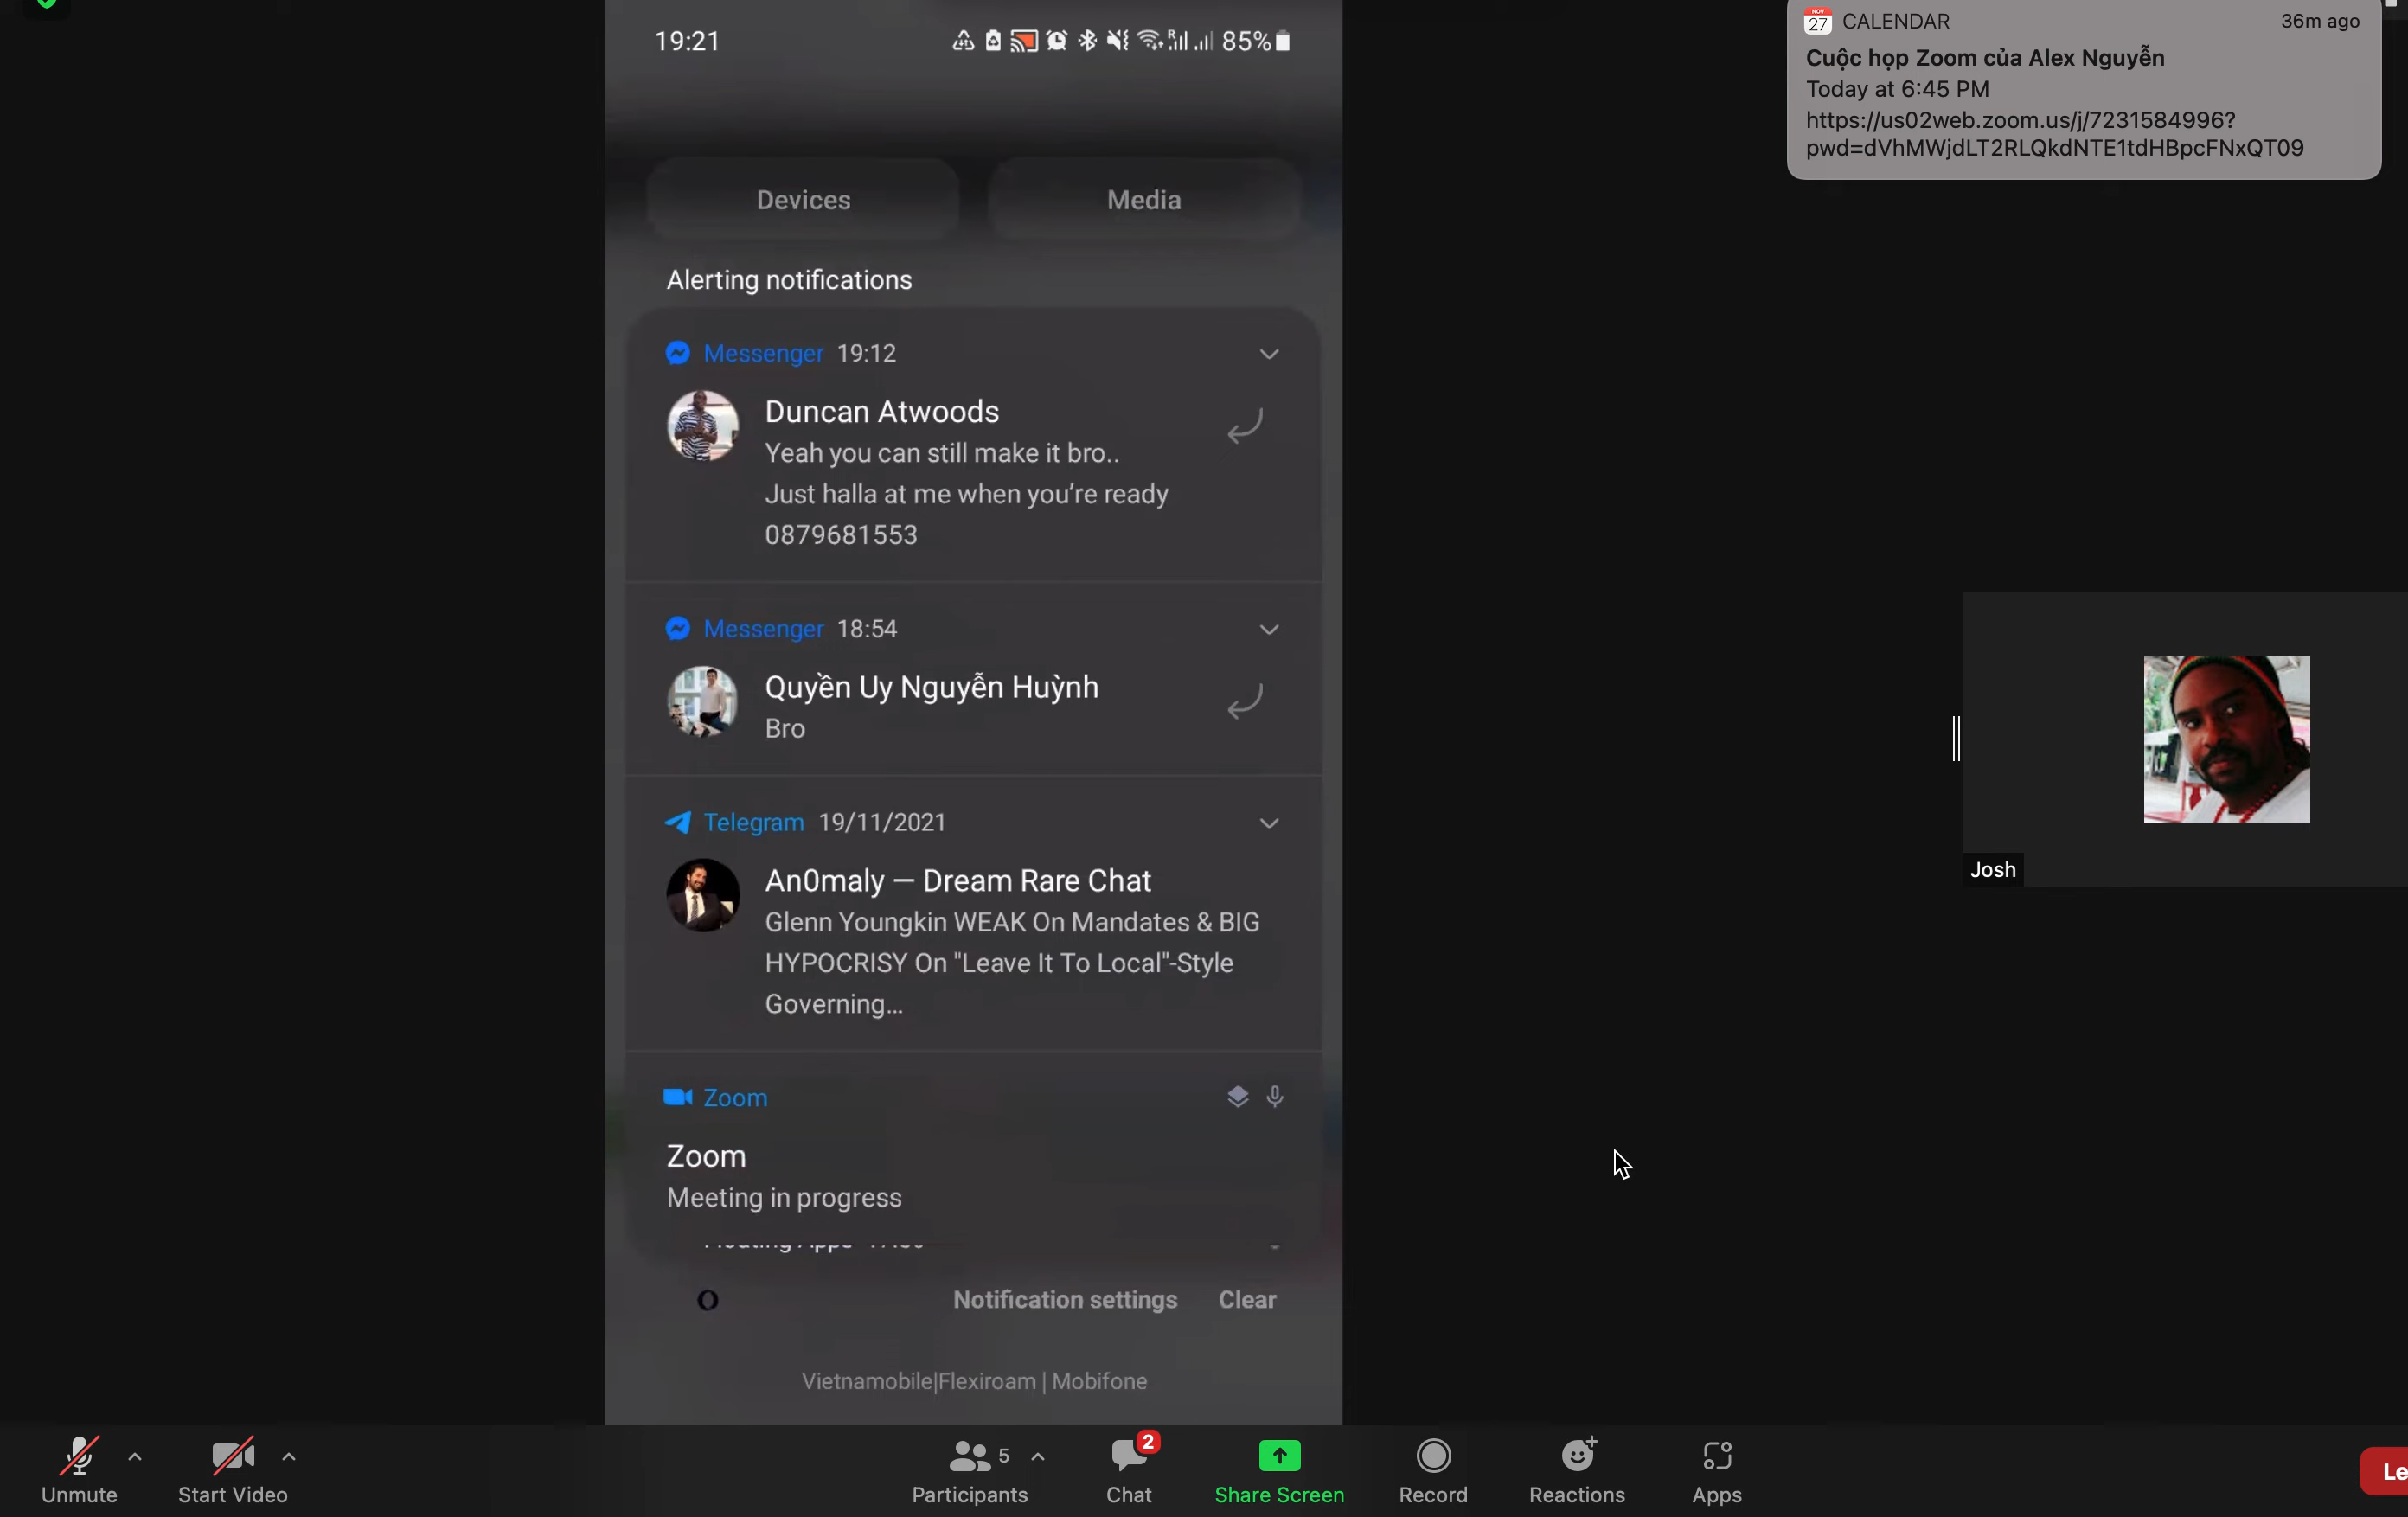 19:21
R
85%
NOV
27
CALENDAR
36m ago
Cuộc họp Zoom của Alex Nguyễn
Today at 6:45 PM
https://us02web.zoom.us/j/7231584996?
pwd=dVhMWjdLT2RLQkdNTE1tdHBpcFNxQT09
Devices
Media
Alerting notifications
Messenger 19:12
Duncan Atwoods
Yeah you can still make it bro..
Just halla at me when you're ready
0879681553
Messenger 18:54
Quyền Uy Nguyễn Huỳnh
Bro
Telegram 19/11/2021
An0maly — Dream Rare Chat
Glenn Youngkin WEAK On Mandates & BIG
HYPOCRISY On "Leave It To Local"-Style
Governing...
Josh
Zoom
Zoom
Meeting in progress
Notification settings
Clear
Vietnamobile|Flexiroam | Mobifone
Unmute
Start Video
5
Participants
2
Chat
Share Screen
Record
Reactions
Apps
Le